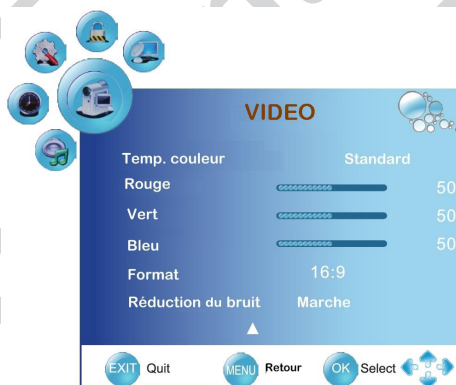 VIDEO
Temp. couleur Standard
Rouge 50
Vert 50
Bleu 50
Format 16:9
Réduction du bruit Marche
EXIT Quit MENU Retour OK Select